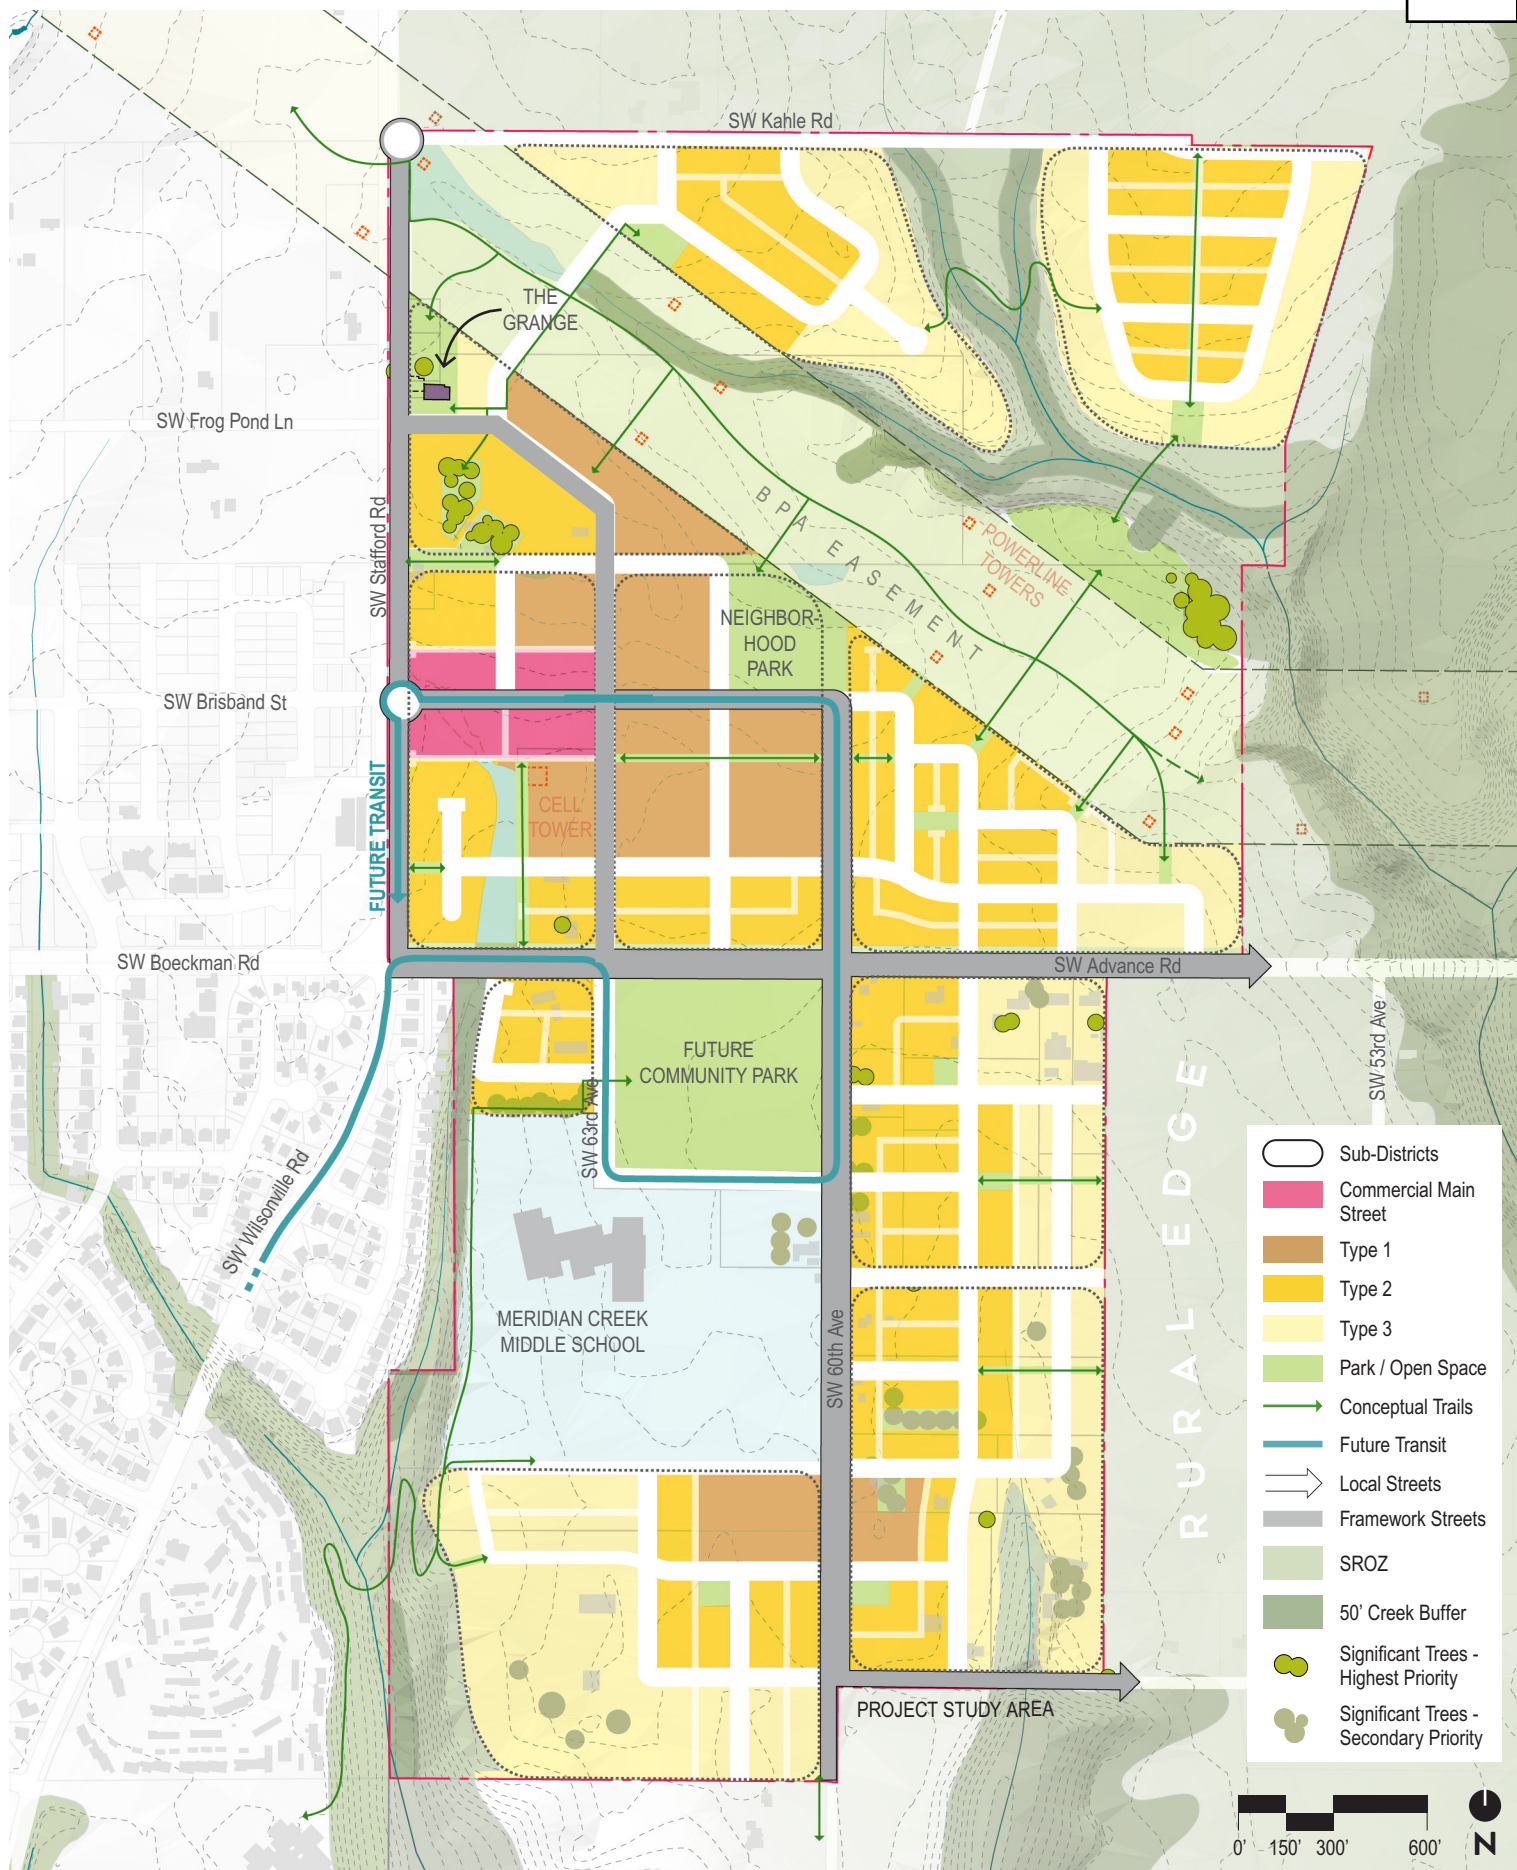 SW Kahle Rd
THE
GRANGE
SW Frog Pond Ln
SW Stafford Rd
BPA EASEMENT
POWERLINE
TOWERS
NEIGHBOR-
HOOD
PARK
SW Brisband St
FUTURE TRANSIT
CELL
TOWER
SW Boeckman Rd
SW Advance Rd
SW 53rd Ave
FUTURE
COMMUNITY PARK
SW 63rd Ave
SW Wilsonville Rd
MERIDIAN CREEK
MIDDLE SCHOOL
SW 60th Ave
RURAL EDGE
PROJECT STUDY AREA
Sub-Districts
Commercial Main
Street
Type 1
Type 2
Type 3
Park / Open Space
Conceptual Trails
Future Transit
Local Streets
Framework Streets
SROZ
50' Creek Buffer
Significant Trees -
Highest Priority
Significant Trees -
Secondary Priority
0' 150' 300' 600'
N